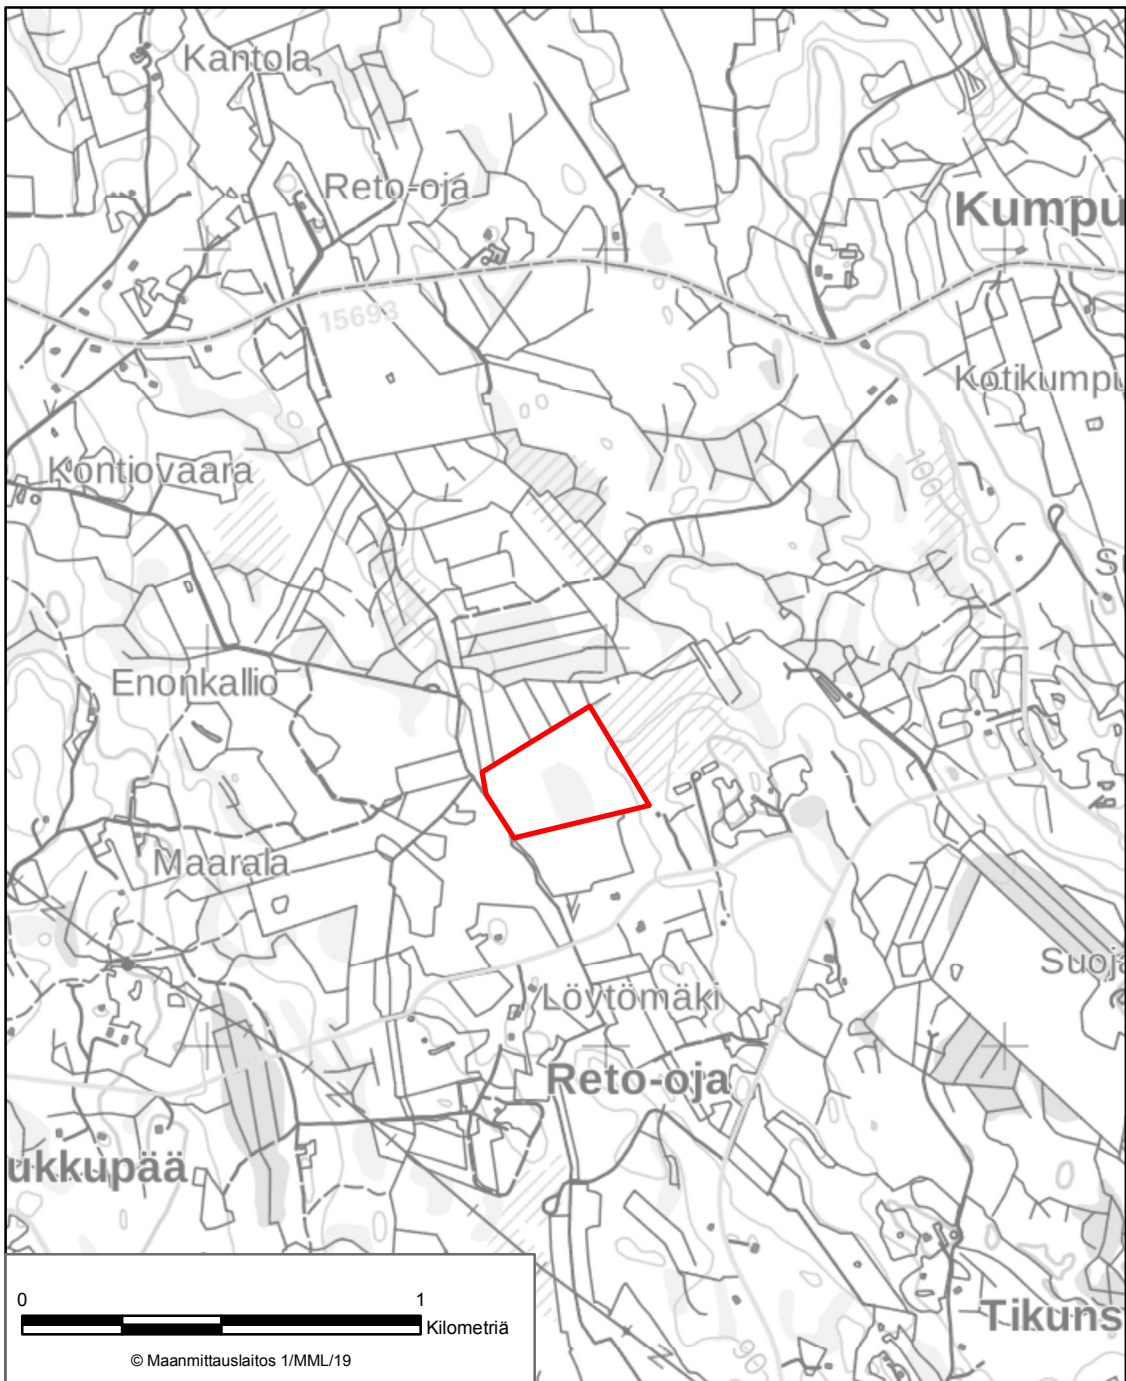 Kantola
Reto-oja
Kumpu
15693
Kotikumpu
Kontiovaara
100
Su
Enonkallio
Maarala
Suoja
Löytömäki
Reto-oja
ukkupää
Tikuns
90
0 1
Kilometriä
© Maanmittauslaitos 1/MML/19